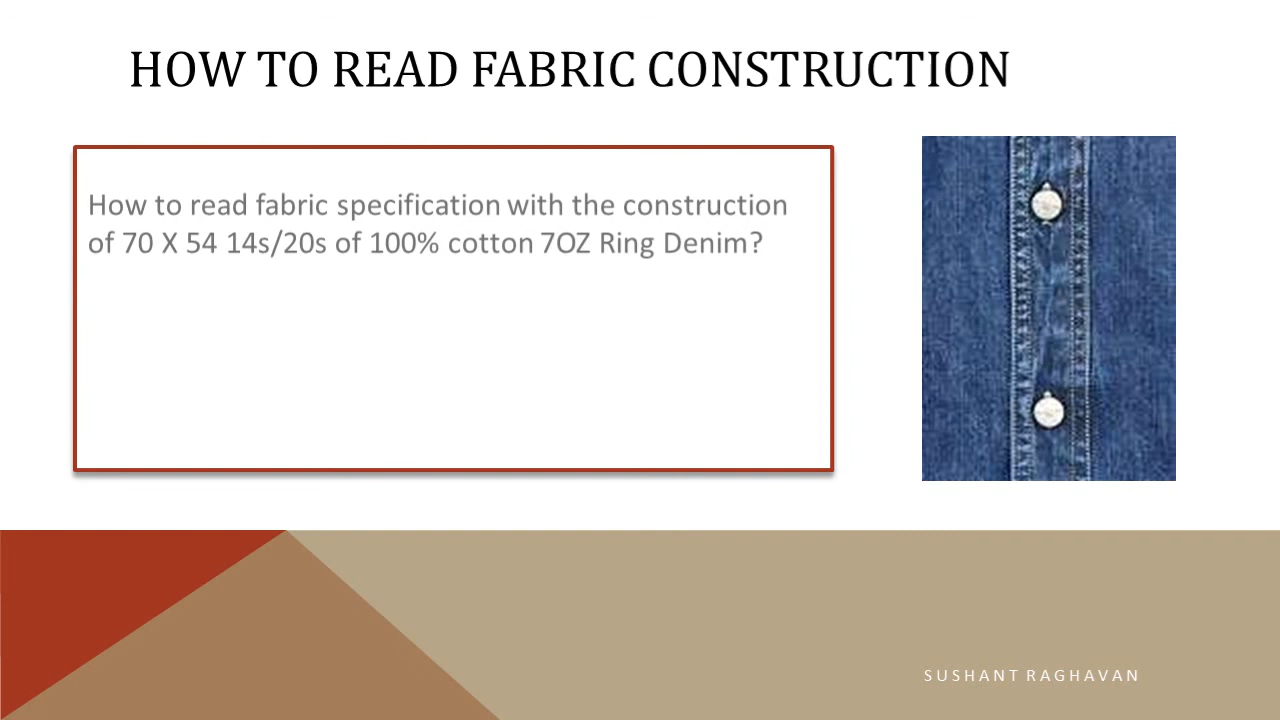 HOW TO READ FABRIC CONSTRUCTION
How to read fabric specification with the construction
of 70 X 54 14s/20s of 100% cotton 7OZ Ring Denim?
SUSHANT RAGHAVAN